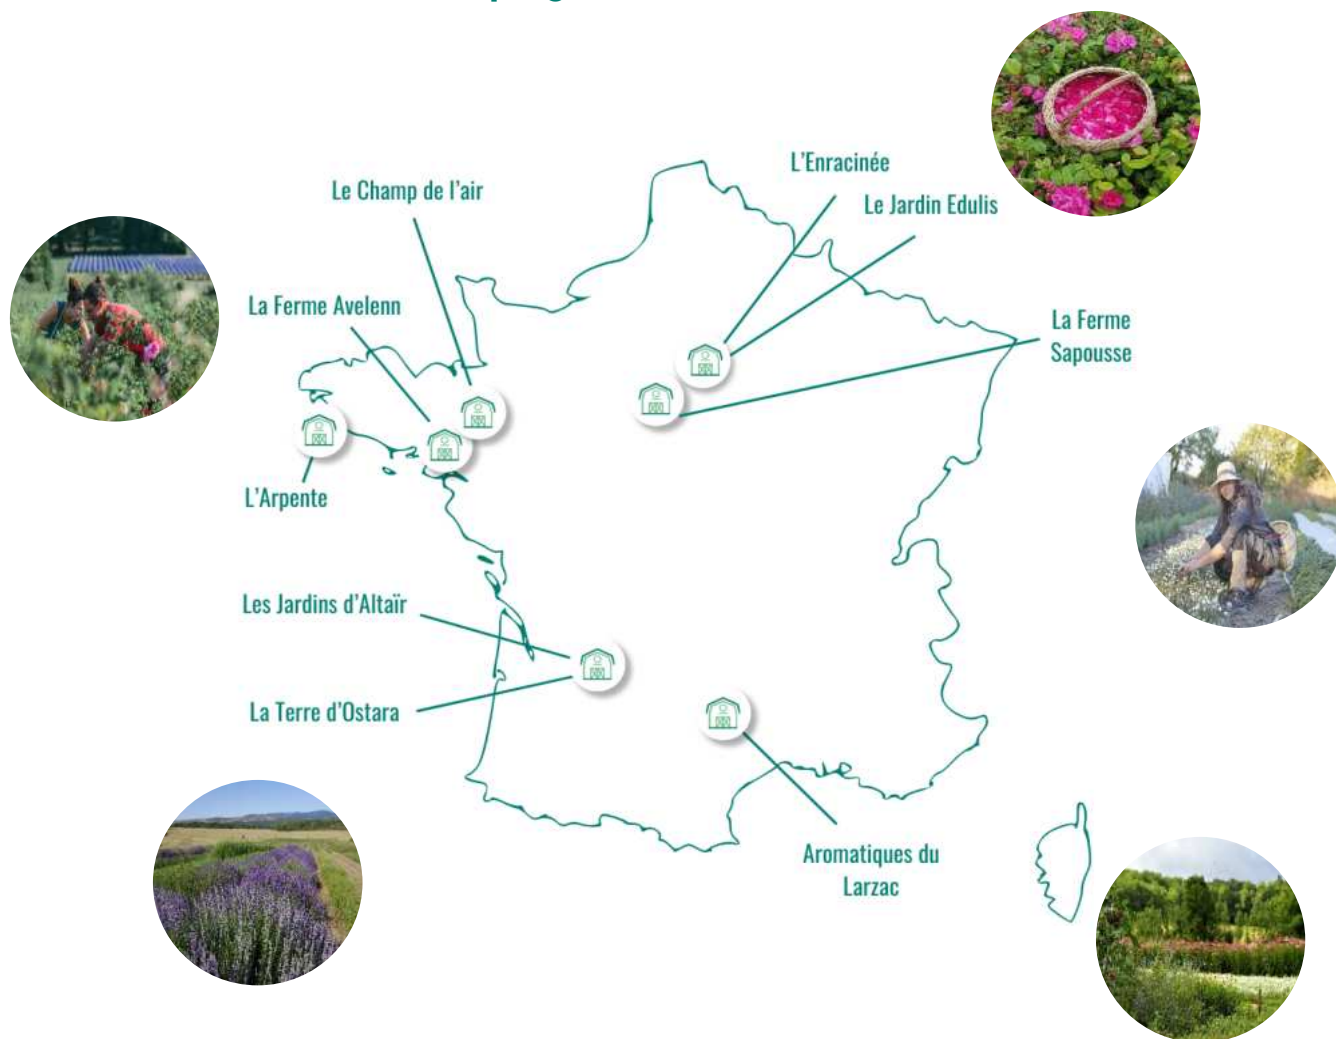 L'Enracinée
Le Champ de l'air
Le Jardin Edulis
La Ferme Avelenn
La Ferme
Sapousse
L'Arpente
Les Jardins d'Altaïr
La Terre d'Ostara
Aromatiques du
Larzac